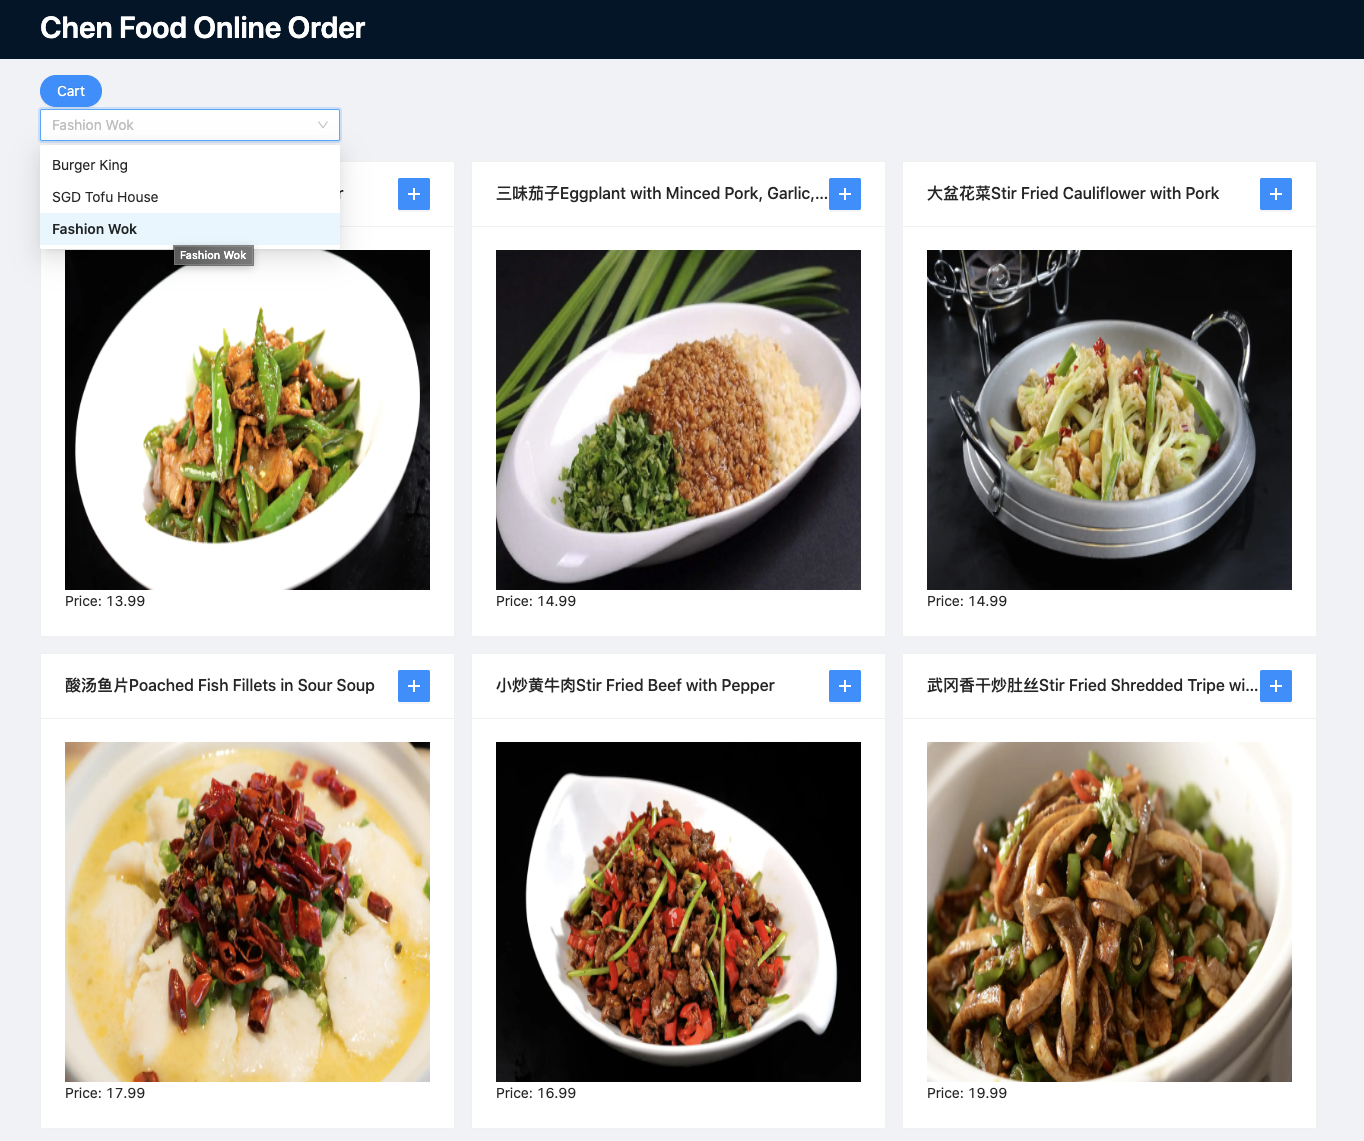 Chen Food Online Order
Cart
Fashion Wok
Burger King
SGD Tofu House
Fashion Wok
Fashion Wok
三味茄子Eggplant with Minced Pork, Garlic,...
大盆花菜Stir Fried Cauliflower with Pork
Price: 13.99
Price: 14.99
Price: 14.99
酸汤鱼片Poached Fish Fillets in Sour Soup
小炒黄牛肉Stir Fried Beef with Pepper
武冈香干炒肚丝Stir Fried Shredded Tripe wi...
Price: 17.99
Price: 16.99
Price: 19.99